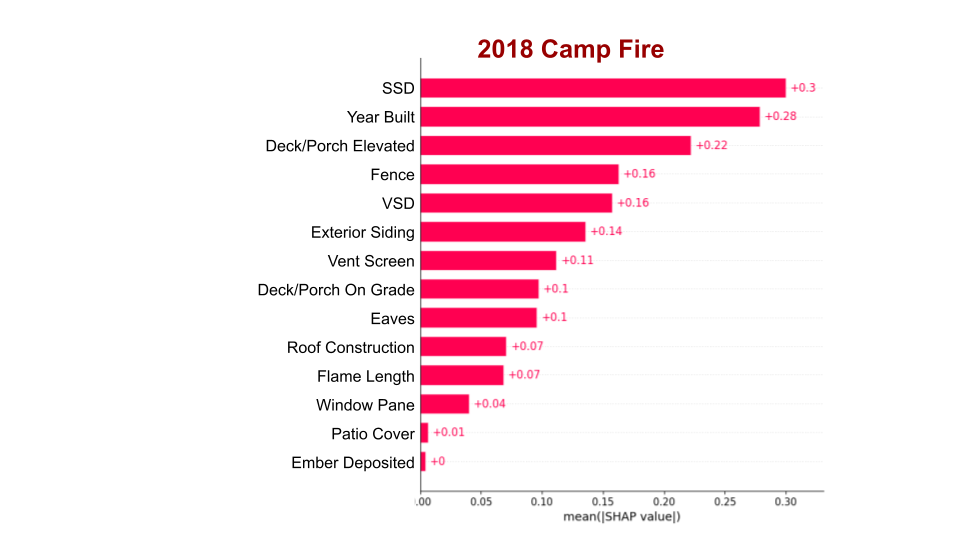 2018 Camp Fire
SSD +0.3
Year Built +0.28
Deck/Porch Elevated +0.22
Fence +0.16
VSD +0.16
Exterior Siding +0.14
Vent Screen +0.11
Deck/Porch On Grade +0.1
Eaves +0.1
Roof Construction +0.07
Flame Length +0.07
Window Pane +0.04
Patio Cover +0.01
Ember Deposited +0
.00 0.05 0.10 0.15 0.20 0.25 0.30
mean(|SHAP value|)